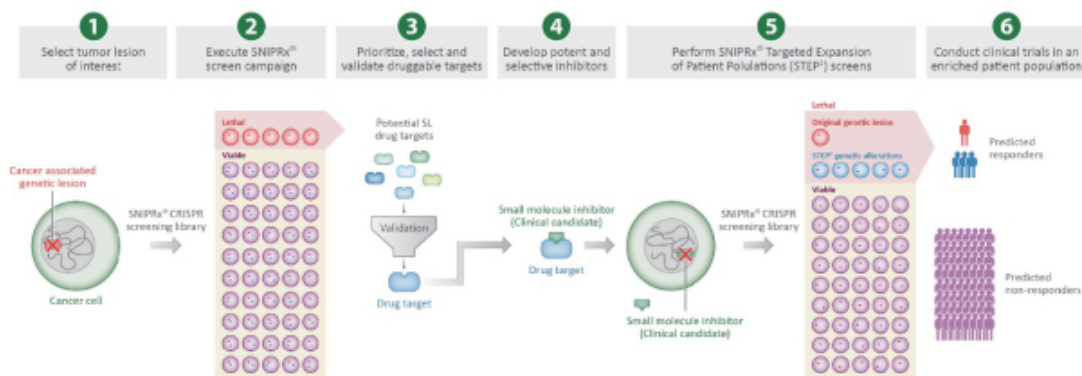 1
Select tumor lesion
of interest
2
Execute SNIPRx®
screen campaign
3
Prioritize, select and
validate druggable targets
4
Develop potent and
selective inhibitors
5
Perform SNIPRx® Targeted Expansion
of Patient Polulations (STEP²) screens
6
Conduct clinical trials in an
enriched patient population
Cancer associated
genetic lesion
Cancer cell
SNIPRx® CRISPR
screening library
Lethal
Viable
Potential SL
drug targets
Validation
Drug target
Small molecule inhibitor
(Clinical candidate)
Drug target
Small molecule inhibitor
(Clinical candidate)
SNIPRx® CRISPR
screening library
Lethal
Original genetic lesion
STEP² genetic alterations
Viable
Predicted
responders
Predicted
non-responders